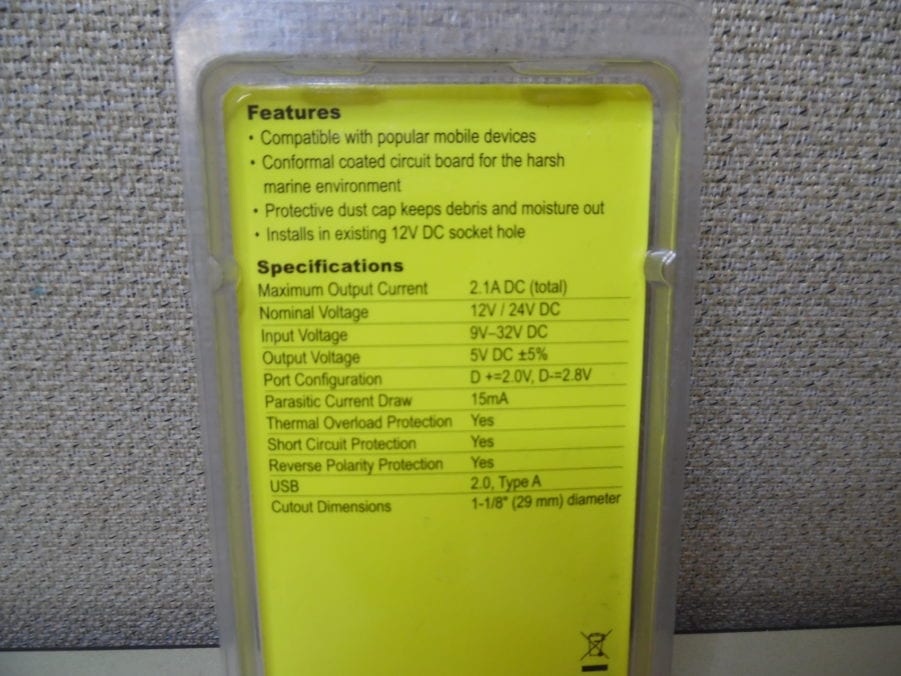 Features
• Compatible with popular mobile devices
• Conformal coated circuit board for the harsh
marine environment
• Protective dust cap keeps debris and moisture out
• Installs in existing 12V DC socket hole
Specifications
Maximum Output Current 2.1A DC (total)
Nominal Voltage 12V / 24V DC
Input Voltage 9V–32V DC
Output Voltage 5V DC ±5%
Port Configuration D +=2.0V, D-=2.8V
Parasitic Current Draw 15mA
Thermal Overload Protection Yes
Short Circuit Protection Yes
Reverse Polarity Protection Yes
USB 2.0, Type A
Cutout Dimensions 1-1/8" (29 mm) diameter